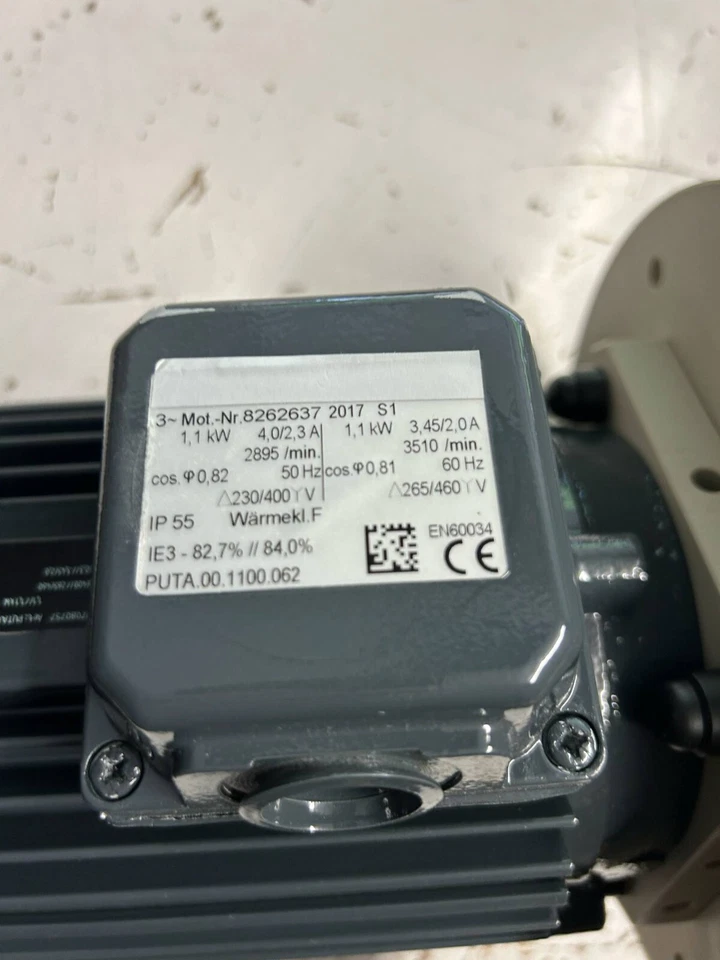 3~ Mot.-Nr.8262637 2017 S1
1,1 kW 4,0/2,3 A 1,1 kW 3,45/2,0 A
2895 /min. 3510 /min.
cos. φ 0,82 50 Hz cos. φ 0,81 60 Hz
△230/400Y V △265/460Y V
IP 55 Wärmekl.F
IE3 - 82,7% // 84,0% EN60034
PUTA.00.1100.062 CE